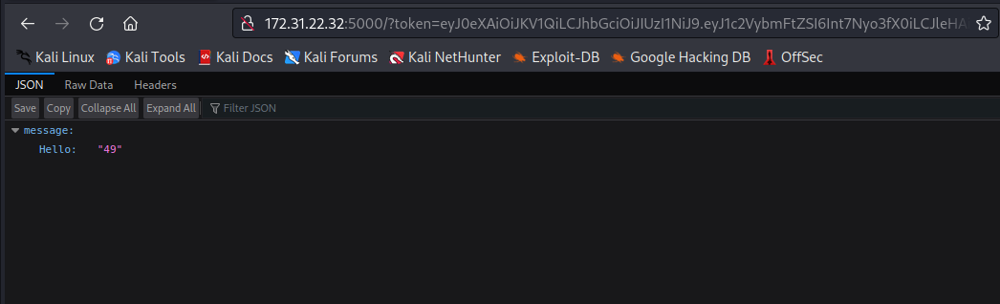 172.31.22.32:5000/?token=eyJ0eXAiOiJKV1QiLCJhbGciOiJIUzI1NiJ9.eyJ1c2VybmFtZSI6Int7Nyo3fX0iLCJleHA
Kali Linux Kali Tools Kali Docs Kali Forums Kali NetHunter Exploit-DB Google Hacking DB OffSec
JSON Raw Data Headers
Save Copy Collapse All Expand All Filter JSON
message:
Hello: "49"